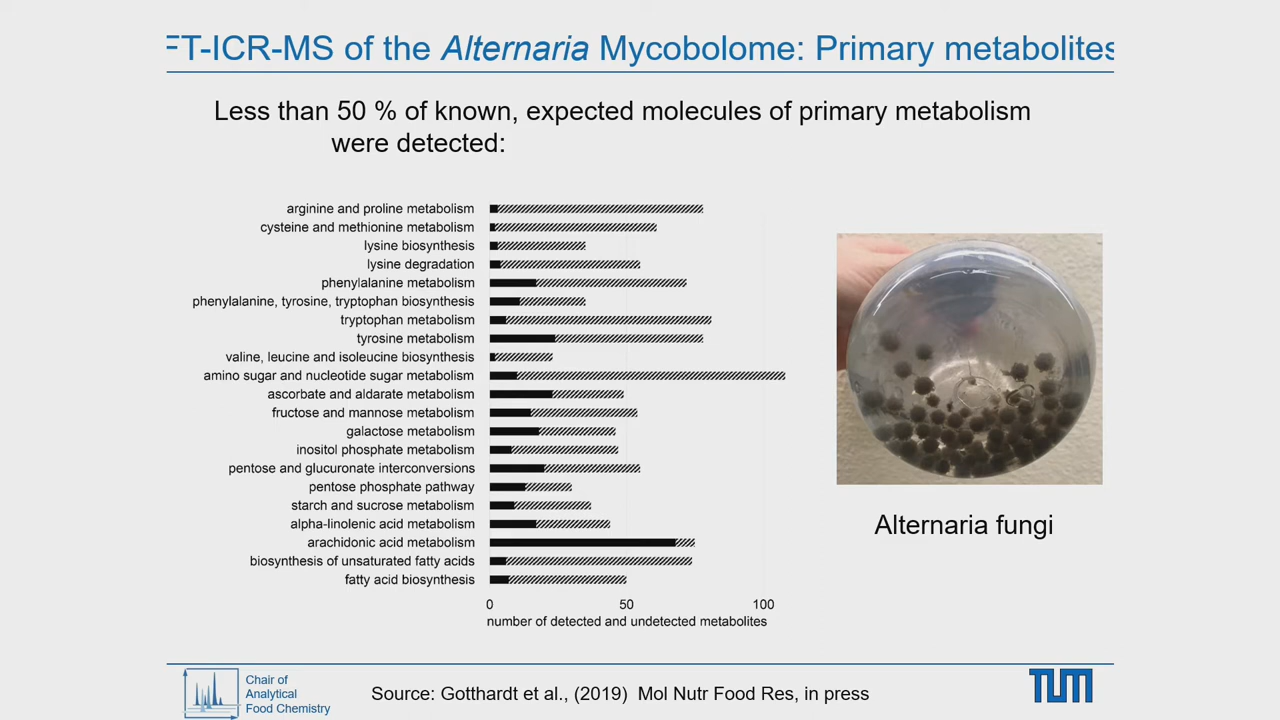 FT-ICR-MS of the Alternaria Mycobolome: Primary metabolites
Less than 50 % of known, expected molecules of primary metabolism
were detected:
arginine and proline metabolism
cysteine and methionine metabolism
lysine biosynthesis
lysine degradation
phenylalanine metabolism
phenylalanine, tyrosine, tryptophan biosynthesis
tryptophan metabolism
tyrosine metabolism
valine, leucine and isoleucine biosynthesis
amino sugar and nucleotide sugar metabolism
ascorbate and aldarate metabolism
fructose and mannose metabolism
galactose metabolism
inositol phosphate metabolism
pentose and glucuronate interconversions
pentose phosphate pathway
starch and sucrose metabolism
alpha-linolenic acid metabolism
arachidonic acid metabolism
biosynthesis of unsaturated fatty acids
fatty acid biosynthesis
0 50 100
number of detected and undetected metabolites
Alternaria fungi
Chair of
Analytical
Food Chemistry
Source: Gotthardt et al., (2019) Mol Nutr Food Res, in press
TUM